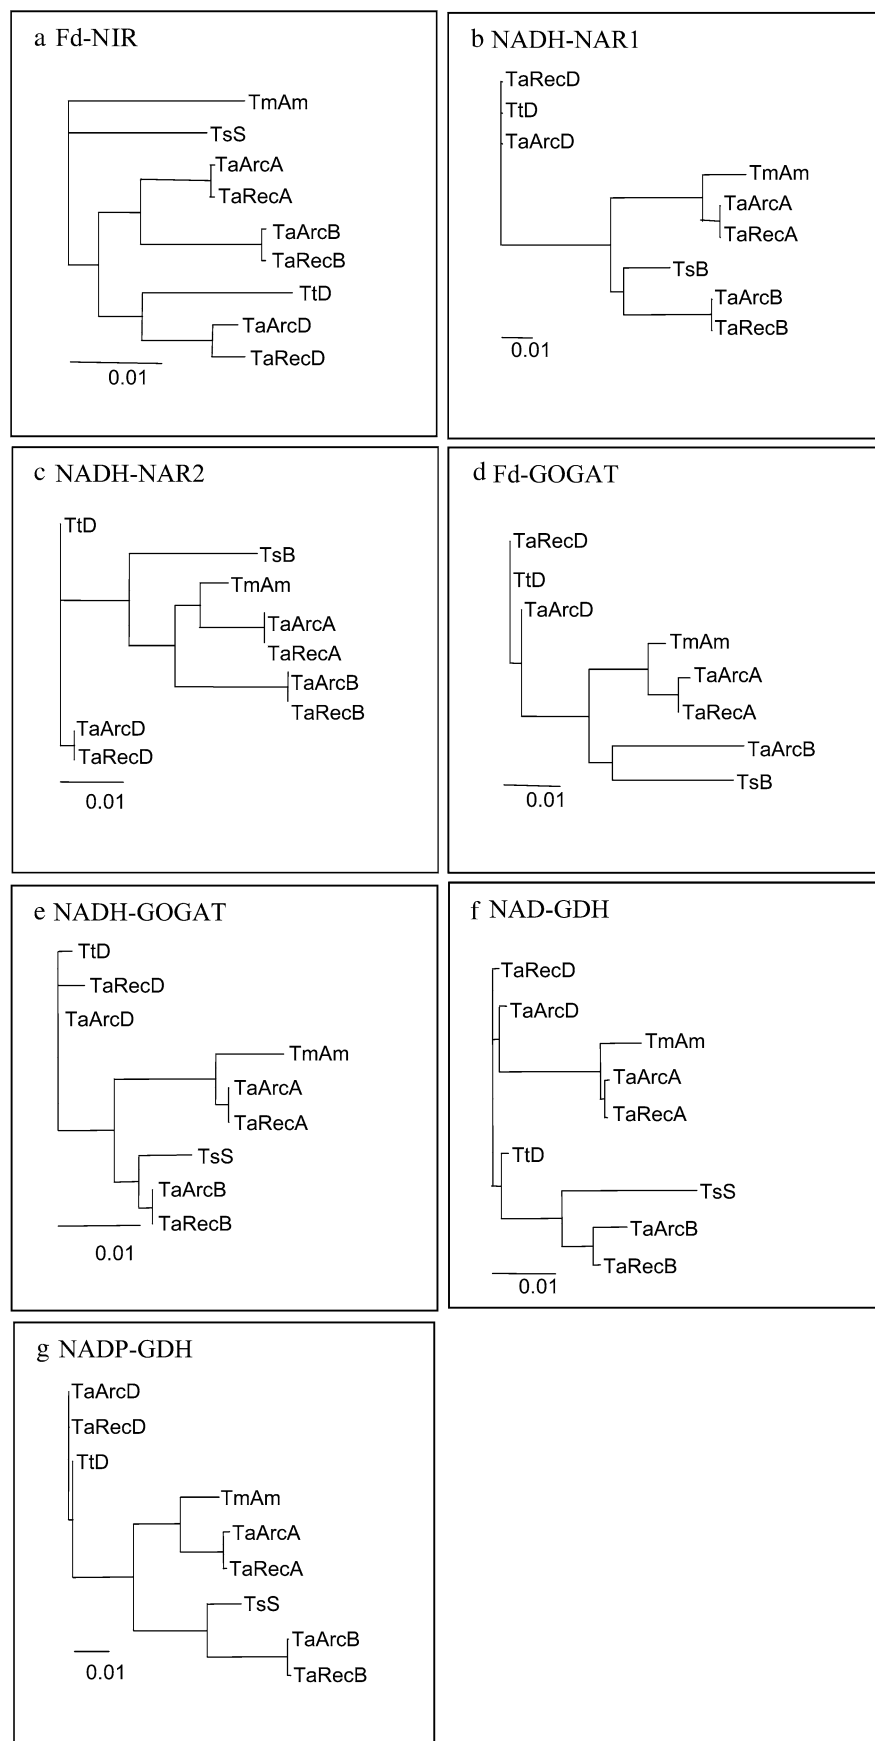 a Fd-NIR
TmAm
TsS
TaArcA
TaRecA
TaArcB
TaRecB
TtD
TaArcD
TaRecD
0.01
b NADH-NAR1
TaRecD
TtD
TaArcD
TmAm
TaArcA
TaRecA
TsB
TaArcB
TaRecB
0.01
c NADH-NAR2
TtD
TsB
TmAm
TaArcA
TaRecA
TaArcB
TaRecB
TaArcD
TaRecD
0.01
d Fd-GOGAT
TaRecD
TtD
TaArcD
TmAm
TaArcA
TaRecA
TaArcB
TsB
0.01
e NADH-GOGAT
TtD
TaRecD
TaArcD
TmAm
TaArcA
TaRecA
TsS
TaArcB
TaRecB
0.01
f NAD-GDH
TaRecD
TaArcD
TmAm
TaArcA
TaRecA
TtD
TsS
TaArcB
TaRecB
0.01
g NADP-GDH
TaArcD
TaRecD
TtD
TmAm
TaArcA
TaRecA
TsS
TaArcB
TaRecB
0.01